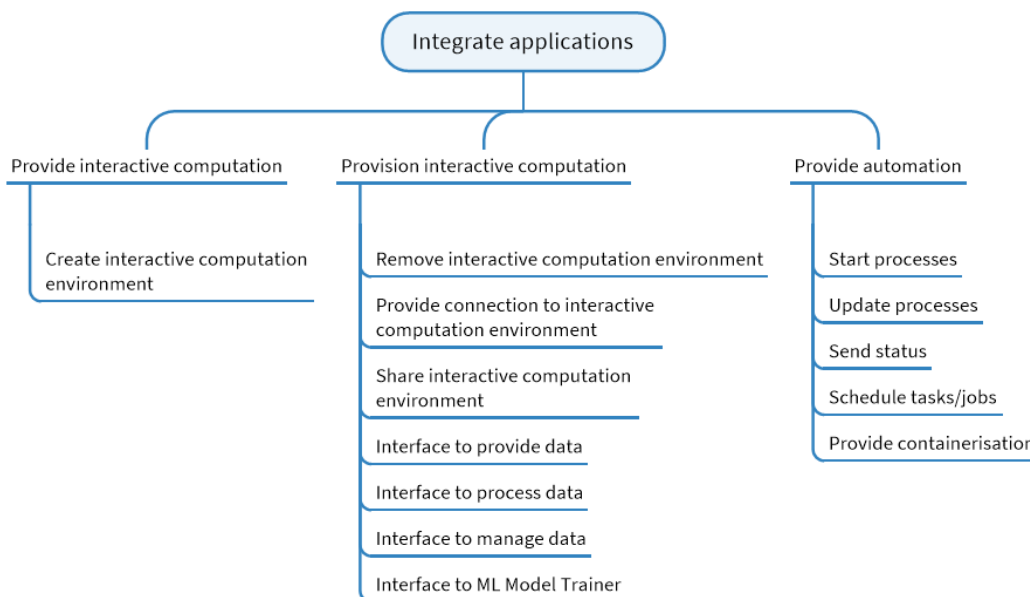 Integrate applications
Provide interactive computation
Provision interactive computation
Provide automation
Create interactive computation
environment
Remove interactive computation environment
Provide connection to interactive
computation environment
Share interactive computation
environment
Interface to provide data
Interface to process data
Interface to manage data
Interface to ML Model Trainer
Start processes
Update processes
Send status
Schedule tasks/jobs
Provide containerisation